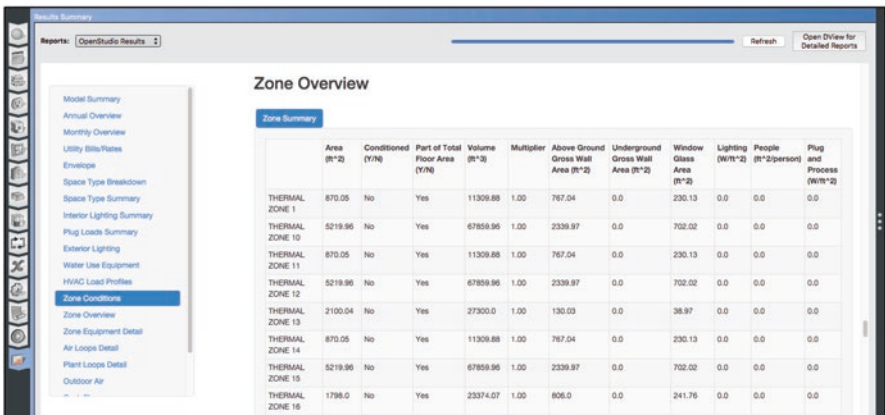 Results Summary
Reports: OpenStudio Results
Refresh
Open DView for
Detailed Reports
Model Summary
Annual Overview
Monthly Overview
Utility Bills/Rates
Envelope
Space Type Breakdown
Space Type Summary
Interior Lighting Summary
Plug Loads Summary
Exterior Lighting
Water Use Equipment
HVAC Load Profiles
Zone Conditions
Zone Overview
Zone Equipment Detail
Air Loops Detail
Plant Loops Detail
Outdoor Air
Zone Overview
Zone Summary
Area Conditioned Part of Total Volume Multiplier Above Ground Underground Window Lighting People Plug
(ft^2) (Y/N) Floor Area (ft^3) Gross Wall Gross Wall Glass (W/ft^2) (ft^2/person) and
(Y/N) Area (ft^2) Area (ft^2) Area Process
(ft^2) (W/ft^2)
THERMAL 870.05 No Yes 11309.88 1.00 767.04 0.0 230.13 0.0 0.0 0.0
ZONE 1
THERMAL 5219.96 No Yes 67859.96 1.00 2339.97 0.0 702.02 0.0 0.0 0.0
ZONE 10
THERMAL 870.05 No Yes 11309.88 1.00 767.04 0.0 230.13 0.0 0.0 0.0
ZONE 11
THERMAL 5219.96 No Yes 67859.96 1.00 2339.97 0.0 702.02 0.0 0.0 0.0
ZONE 12
THERMAL 2100.04 No Yes 27300.0 1.00 130.03 0.0 38.97 0.0 0.0 0.0
ZONE 13
THERMAL 870.05 No Yes 11309.88 1.00 767.04 0.0 230.13 0.0 0.0 0.0
ZONE 14
THERMAL 5219.96 No Yes 67859.96 1.00 2339.97 0.0 702.02 0.0 0.0 0.0
ZONE 15
THERMAL 1798.0 No Yes 23374.07 1.00 806.0 0.0 241.76 0.0 0.0 0.0
ZONE 16